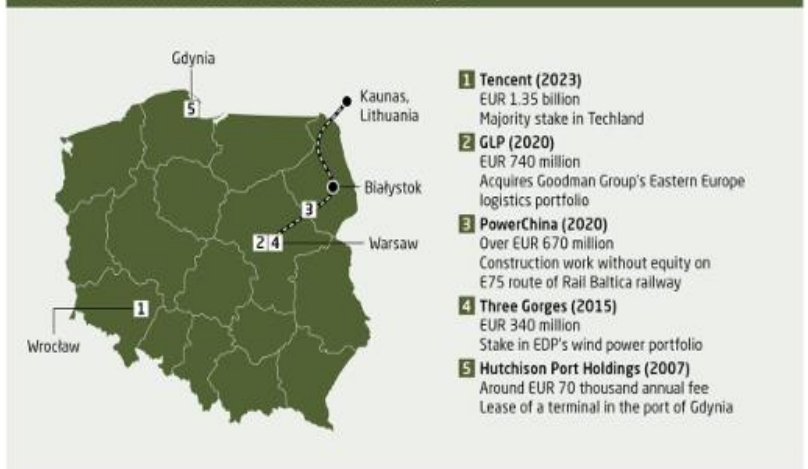 Gdynia
5
Kaunas,
Lithuania
Białystok
3
2 4
Warsaw
1
Wrocław
1 Tencent (2023)
EUR 1.35 billion
Majority stake in Techland
2 GLP (2020)
EUR 740 million
Acquires Goodman Group's Eastern Europe
logistics portfolio
3 PowerChina (2020)
Over EUR 670 million
Construction work without equity on
E75 route of Rail Baltica railway
4 Three Gorges (2015)
EUR 340 million
Stake in EDP's wind power portfolio
5 Hutchison Port Holdings (2007)
Around EUR 70 thousand annual fee
Lease of a terminal in the port of Gdynia